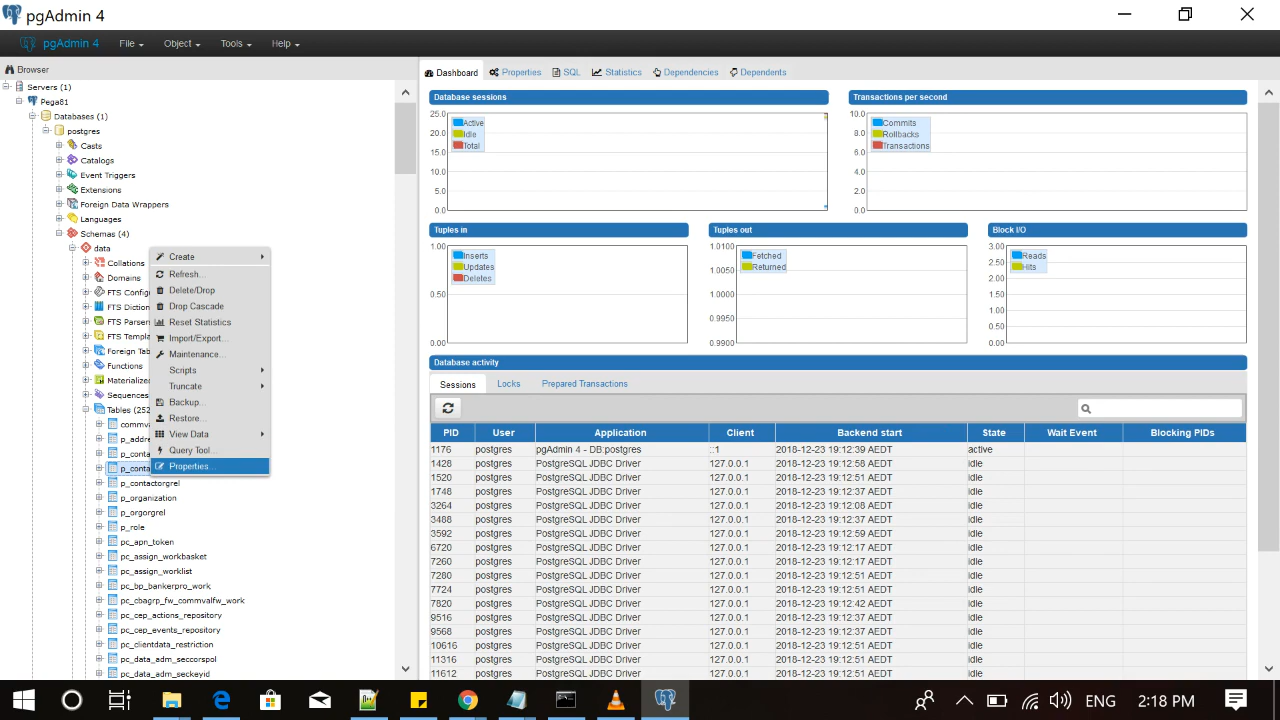 pgAdmin 4
pgAdmin 4 File Object Tools Help
Browser
Servers (1)
Pega81
Databases (1)
postgres
Casts
Catalogs
Event Triggers
Extensions
Foreign Data Wrappers
Languages
Schemas (4)
data
Collations
Domains
FTS Config
FTS Diction
FTS Parsers
FTS Templa
Foreign Tab
Functions
Materialized
Sequences
Tables (252
commva
p_addre
p_conta
p_conta
p_contactorgrel
p_organization
p_orgorgrel
p_role
pc_apn_token
pc_assign_workbasket
pc_assign_worklist
pc_bp_bankerpro_work
pc_cbagrp_fw_commvalfw_work
pc_cep_actions_repository
pc_cep_events_repository
pc_clientdata_restriction
pc_data_adm_seccorspol
pc_data_adm_seckeyid
Create
Refresh...
Delete/Drop
Drop Cascade
Reset Statistics
Import/Export...
Maintenance...
Scripts
Truncate
Backup...
Restore...
View Data
Query Tool...
Properties...
Dashboard Properties SQL Statistics Dependencies Dependents
Database sessions
25.0
20.0
15.0
10.0
5.0
0.0
Active
Idle
Total
Transactions per second
10.0
8.0
6.0
4.0
2.0
0.0
Commits
Rollbacks
Transactions
Tuples in
1.00
0.50
0.00
Inserts
Updates
Deletes
Tuples out
1.0100
1.0050
1.0000
0.9950
0.9900
Fetched
Returned
Block I/O
3.00
2.50
2.00
1.50
1.00
0.50
0.00
Reads
Hits
Database activity
Sessions Locks Prepared Transactions
PID User Application Client Backend start State Wait Event Blocking PIDs
1176 postgres pgAdmin 4 - DB:postgres ::1 2018-12-23 19:12:39 AEDT active
1428 postgres PostgreSQL JDBC Driver 127.0.0.1 2018-12-23 19:12:51 AEDT idle
1520 postgres PostgreSQL JDBC Driver 127.0.0.1 2018-12-23 19:12:51 AEDT idle
1748 postgres PostgreSQL JDBC Driver 127.0.0.1 2018-12-23 19:12:37 AEDT idle
3264 postgres PostgreSQL JDBC Driver 127.0.0.1 2018-12-23 19:12:08 AEDT idle
3488 postgres PostgreSQL JDBC Driver 127.0.0.1 2018-12-23 19:12:37 AEDT idle
3592 postgres PostgreSQL JDBC Driver 127.0.0.1 2018-12-23 19:12:59 AEDT idle
6720 postgres PostgreSQL JDBC Driver 127.0.0.1 2018-12-23 19:12:17 AEDT idle
7260 postgres PostgreSQL JDBC Driver 127.0.0.1 2018-12-23 19:12:17 AEDT idle
7280 postgres PostgreSQL JDBC Driver 127.0.0.1 2018-12-23 19:12:51 AEDT idle
7724 postgres PostgreSQL JDBC Driver 127.0.0.1 2018-12-23 19:12:51 AEDT idle
7820 postgres PostgreSQL JDBC Driver 127.0.0.1 2018-12-23 19:12:42 AEDT idle
9516 postgres PostgreSQL JDBC Driver 127.0.0.1 2018-12-23 19:12:37 AEDT idle
9568 postgres PostgreSQL JDBC Driver 127.0.0.1 2018-12-23 19:12:37 AEDT idle
10616 postgres PostgreSQL JDBC Driver 127.0.0.1 2018-12-23 19:12:51 AEDT idle
11316 postgres PostgreSQL JDBC Driver 127.0.0.1 2018-12-23 19:12:51 AEDT idle
11612 postgres PostgreSQL JDBC Driver 127.0.0.1 2018-12-23 19:12:51 AEDT idle
ENG 2:18 PM